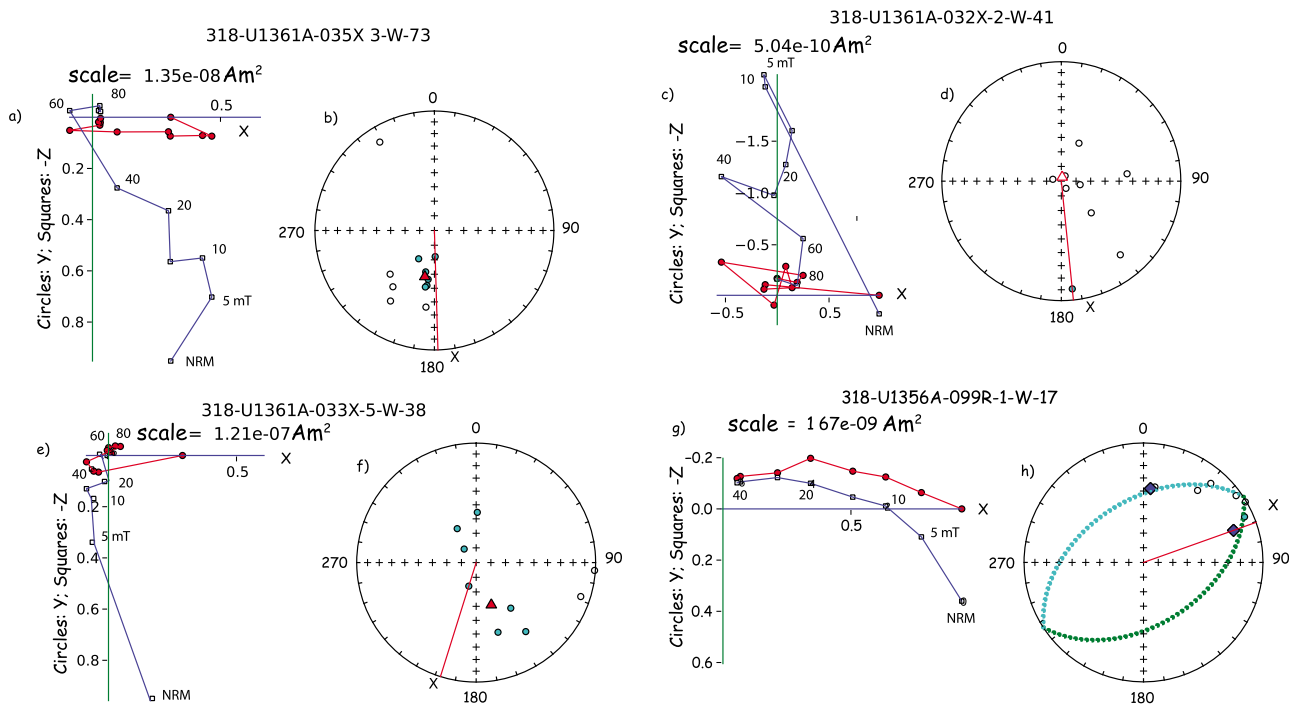 318-U1361A-035X 3-W-73
scale= 1.35e-08 Am2
a)
60
80
0.5
X
0.2
0.4
0.6
0.8
40
20
10
5 mT
NRM
Circles: Y; Squares: -Z
b)
0
270
90
180
X
318-U1361A-032X-2-W-41
scale= 5.04e-10 Am2
c)
5 mT
10
−1.5
40
20
−1.0
60
−0.5
80
X
−0.5
0.5
NRM
Circles: Y; Squares: -Z
d)
0
270
90
180
X
318-U1361A-033X-5-W-38
scale= 1.21e-07 Am2
e)
60
80
0.5
X
40
20
0.2
10
5 mT
0.4
0.6
0.8
NRM
Circles: Y; Squares: -Z
f)
0
270
90
180
X
318-U1356A-099R-1-W-17
scale = 1 67e-09 Am2
g)
-0.2
0.0
0.2
0.4
0.6
40
20
10
0.5
X
5 mT
NRM
Circles: Y; Squares: -Z
h)
0
270
90
180
X